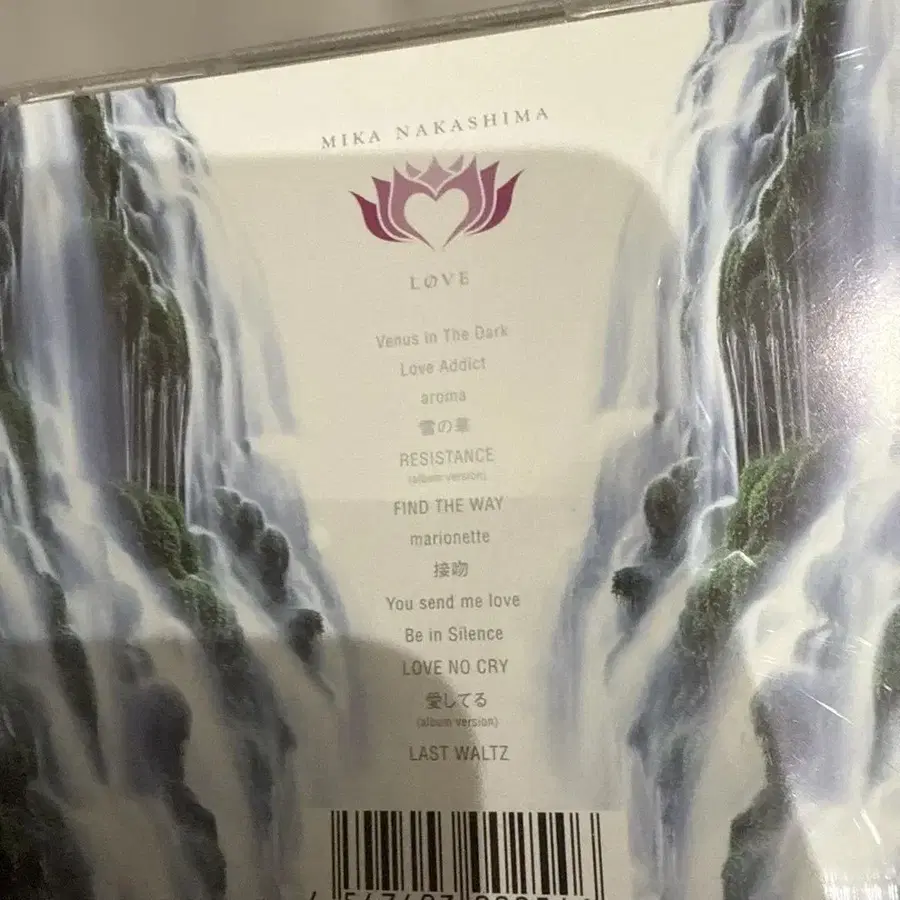 MIKA NAKASHIMA
LØVE
Venus in The Dark
Love Addict
aroma
雪の華
RESISTANCE
(album version)
FIND THE WAY
marionette
接吻
You send me love
Be in Silence
LOVE NO CRY
愛してる
(album version)
LAST WALTZ